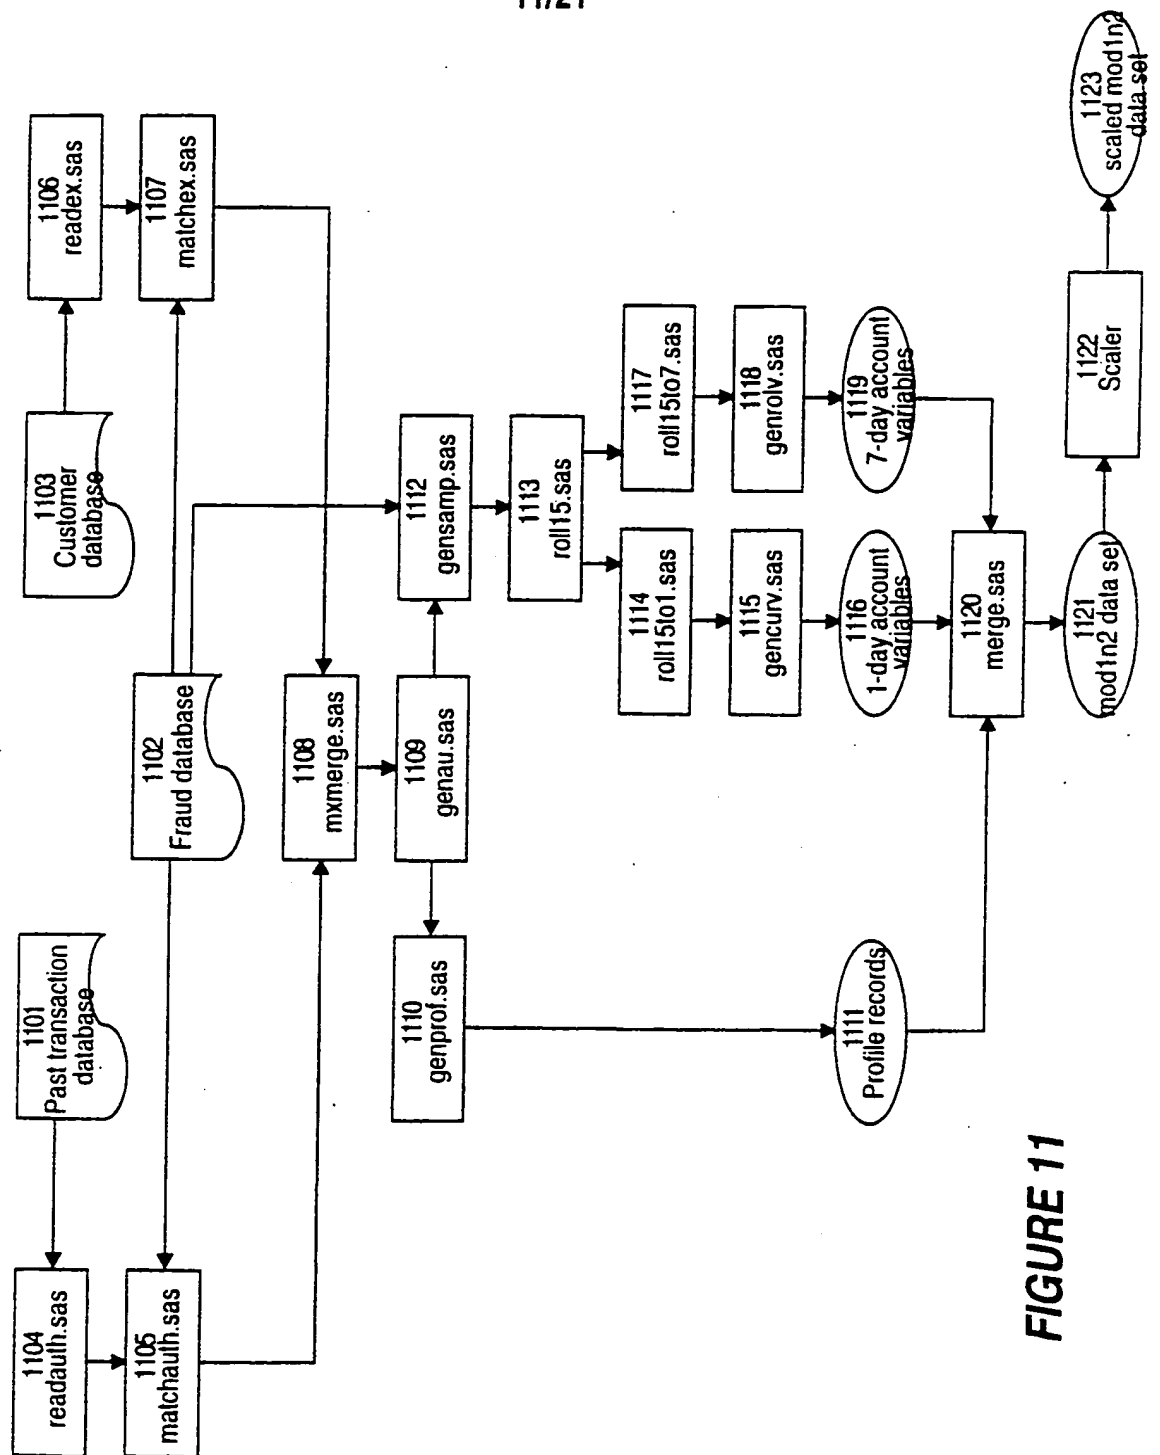 11/21
1101
Past transaction
database
1102
Fraud database
1103
Customer
database
1104
readauth.sas
1105
matchauth.sas
1106
readex.sas
1107
matchex.sas
1108
mxmerge.sas
1109
genau.sas
1110
genprof.sas
1111
Profile records
1112
gensamp.sas
1113
roll15.sas
1114
roll15to1.sas
1115
gencurv.sas
1116
1-day account
variables
1117
roll15to7.sas
1118
genrolv.sas
1119
7-day account
variables
1120
merge.sas
1121
mod1n2 data set
1122
Scaler
1123
scaled mod1n2
data set
FIGURE 11